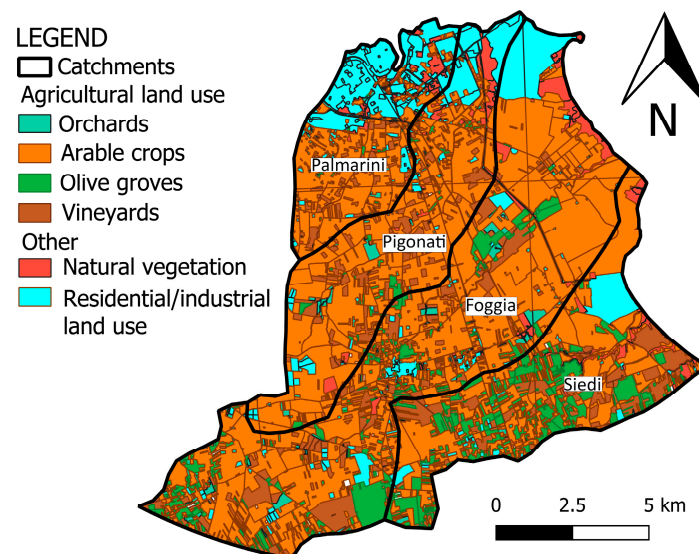 LEGEND
Catchments
Agricultural land use
Orchards
Arable crops
Olive groves
Vineyards
Other
Natural vegetation
Residential/industrial
land use
N
Palmarini
Pigonati
Foggia
Siedi
0 2.5 5 km